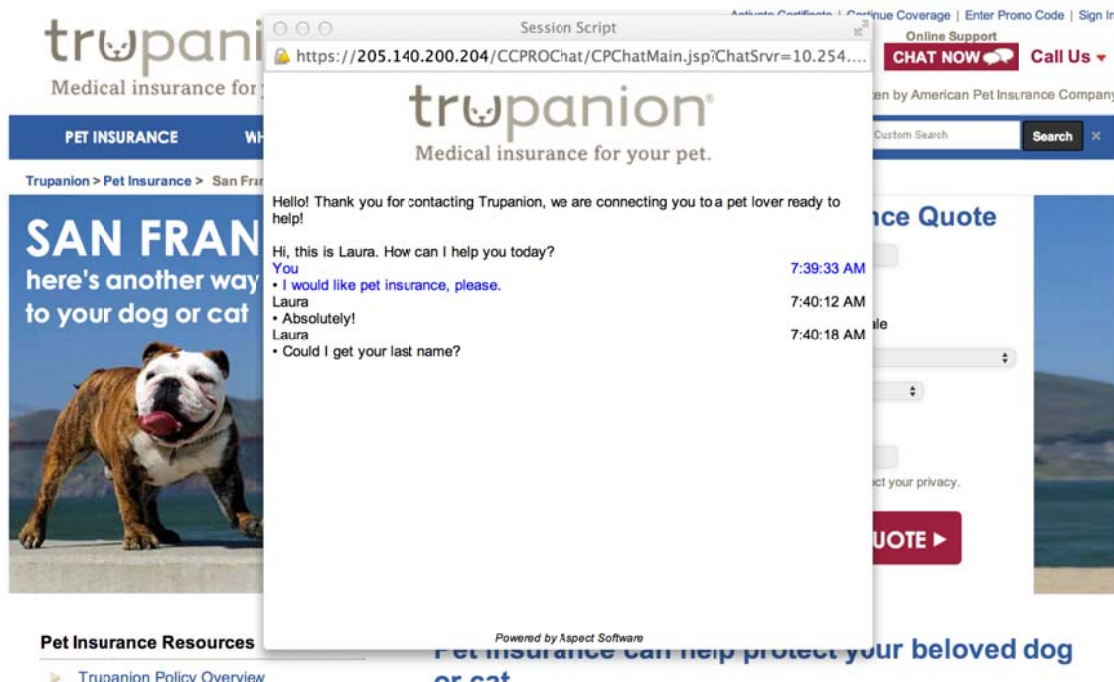 Activate Certificate | Continue Coverage | Enter Promo Code | Sign In
trupani
Medical insurance for
Online Support
CHAT NOW
Call Us
en by American Pet Insurance Company
PET INSURANCE
WH
Custom Search
Search
×
Trupanion > Pet Insurance > San Fran
SAN FRAN
here's another way
to your dog or cat
nce Quote
ale
ect your privacy.
UOTE
Session Script
https://205.140.200.204/CCPROChat/CPChatMain.jsp?ChatSrvr=10.254....
trupanion®
Medical insurance for your pet.
Hello! Thank you for contacting Trupanion, we are connecting you to a pet lover ready to
help!
Hi, this is Laura. How can I help you today?
You 7:39:33 AM
• I would like pet insurance, please.
Laura 7:40:12 AM
• Absolutely!
Laura 7:40:18 AM
• Could I get your last name?
Powered by Aspect Software
Pet Insurance Resources
Trupanion Policy Overview
Pet insurance can help protect your beloved dog
or cat